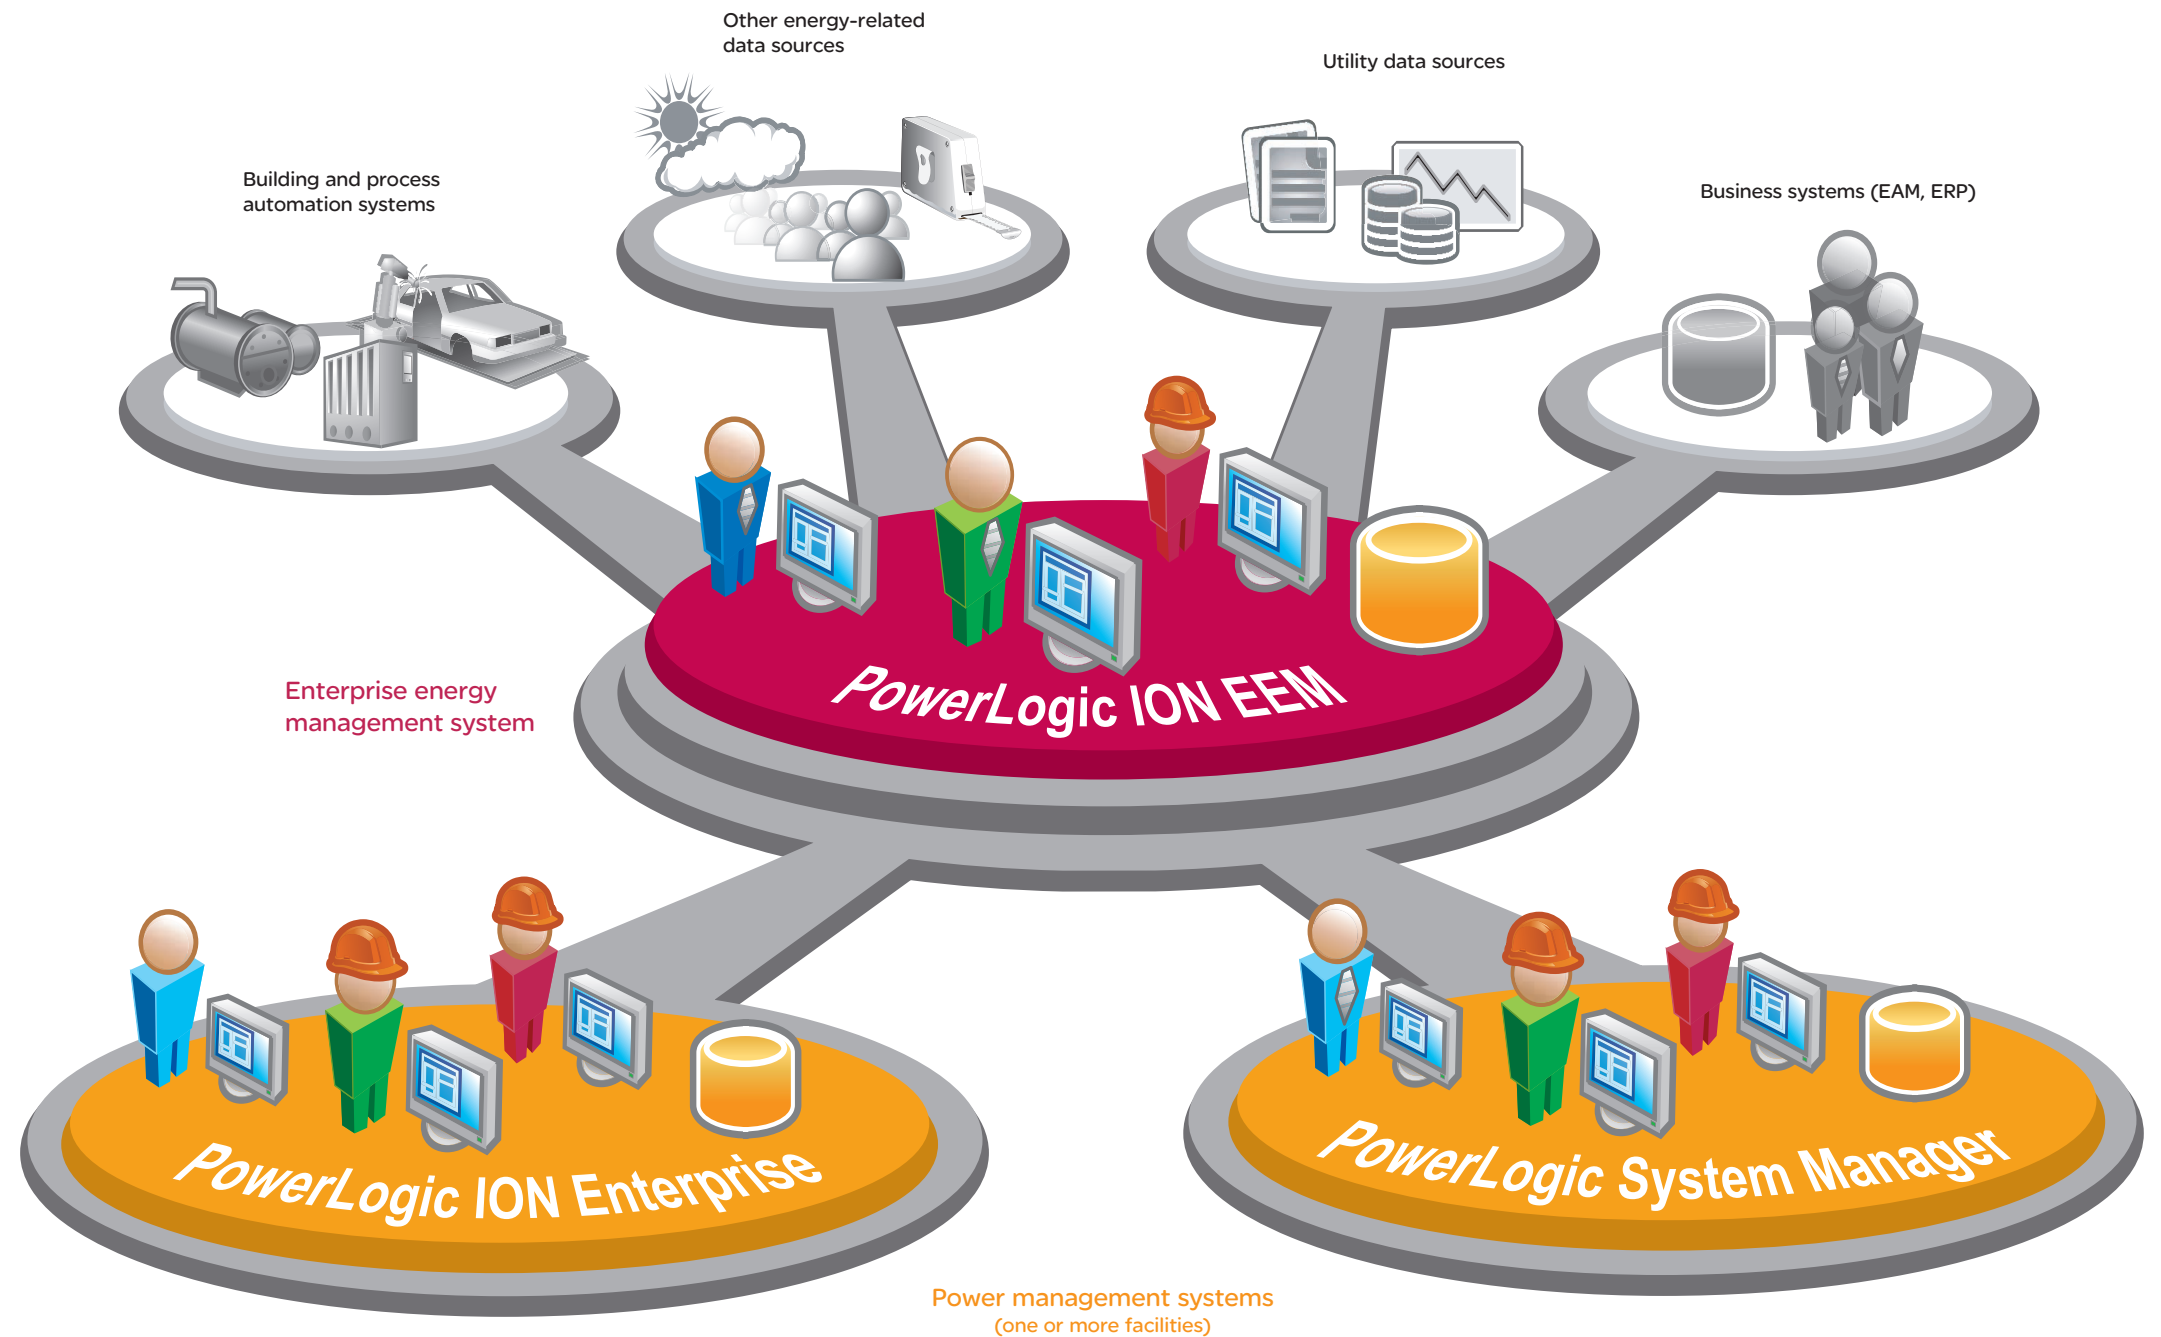 Other energy-related
data sources
Utility data sources
Building and process
automation systems
Business systems (EAM, ERP)
Enterprise energy
management system
PowerLogic ION EEM
PowerLogic ION Enterprise
PowerLogic System Manager
Power management systems
(one or more facilities)